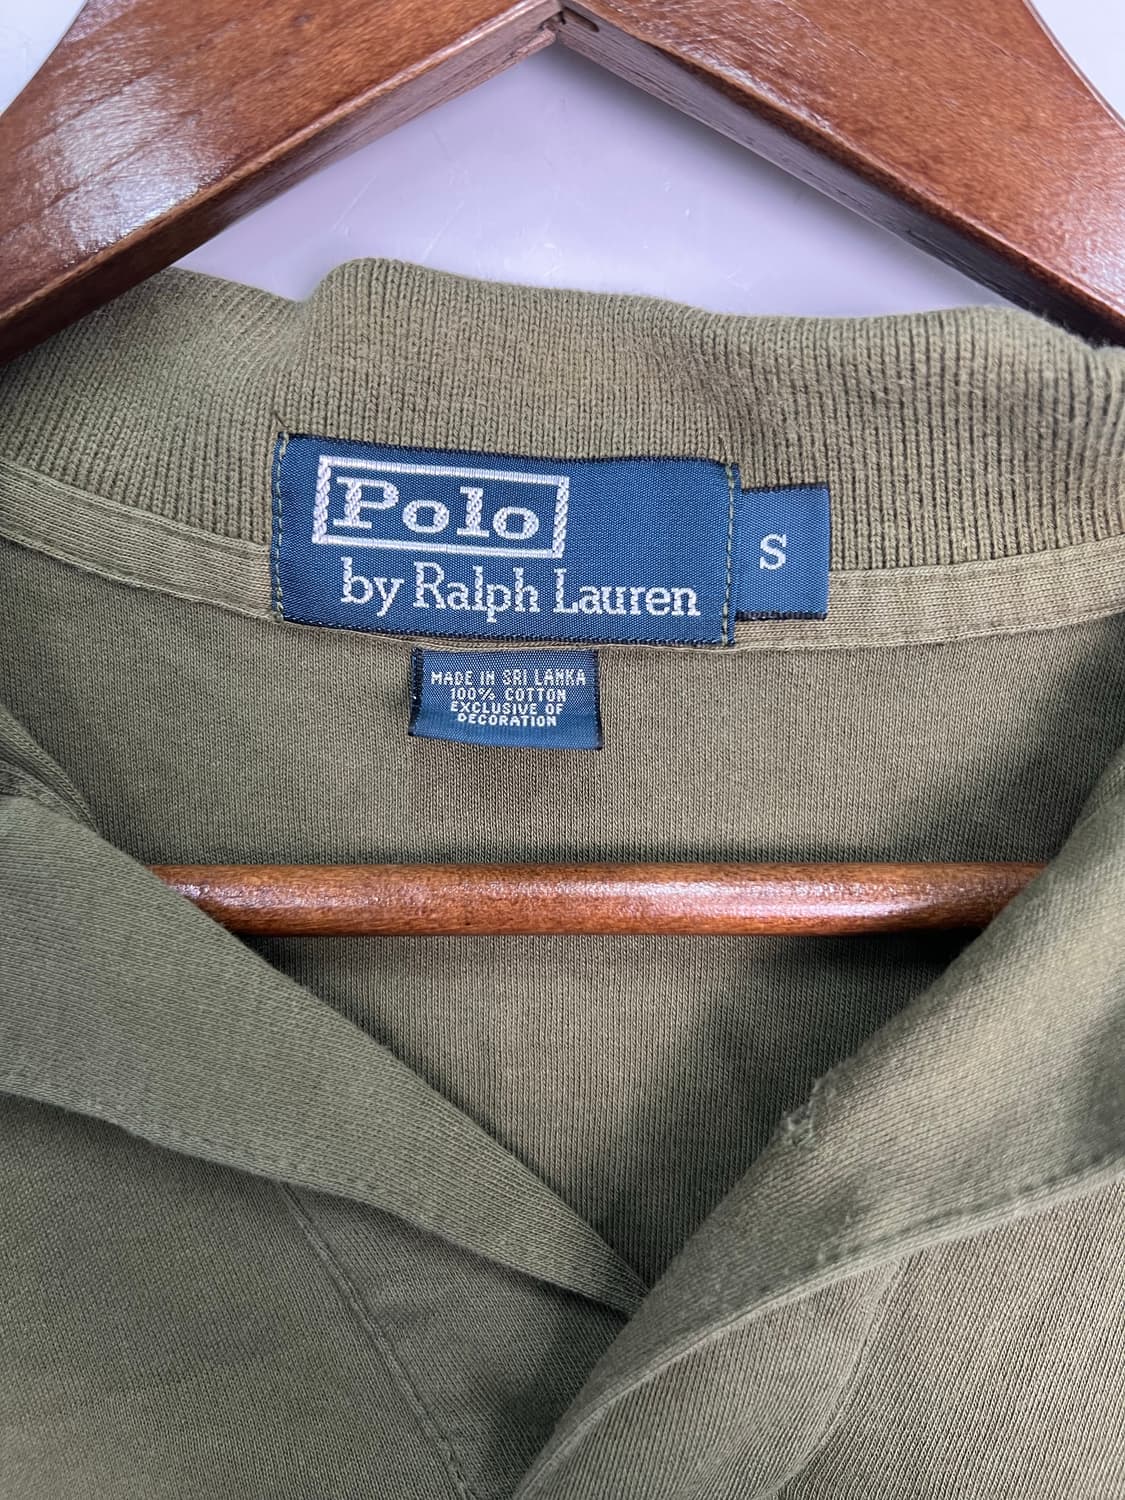 Polo
by Ralph Lauren
S
MADE IN SRI LANKA
100% COTTON
EXCLUSIVE OF
DECORATION